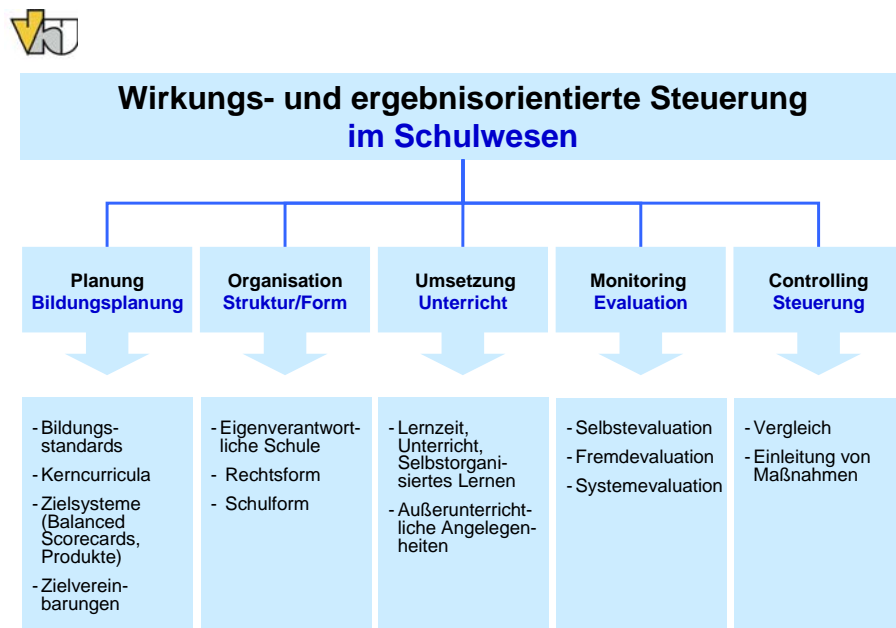 vhU
Wirkungs- und ergebnisorientierte Steuerung
im Schulwesen
Planung
Bildungsplanung
Organisation
Struktur/Form
Umsetzung
Unterricht
Monitoring
Evaluation
Controlling
Steuerung
- Bildungs-
standards
- Kerncurricula
- Zielsysteme
(Balanced
Scorecards,
Produkte)
- Zielverein-
barungen
- Eigenverantwort-
liche Schule
- Rechtsform
- Schulform
- Lernzeit,
Unterricht,
Selbstorgani-
siertes Lernen
- Außerunterricht-
liche Angelegen-
heiten
- Selbstevaluation
- Fremdevaluation
- Systemevaluation
- Vergleich
- Einleitung von
Maßnahmen